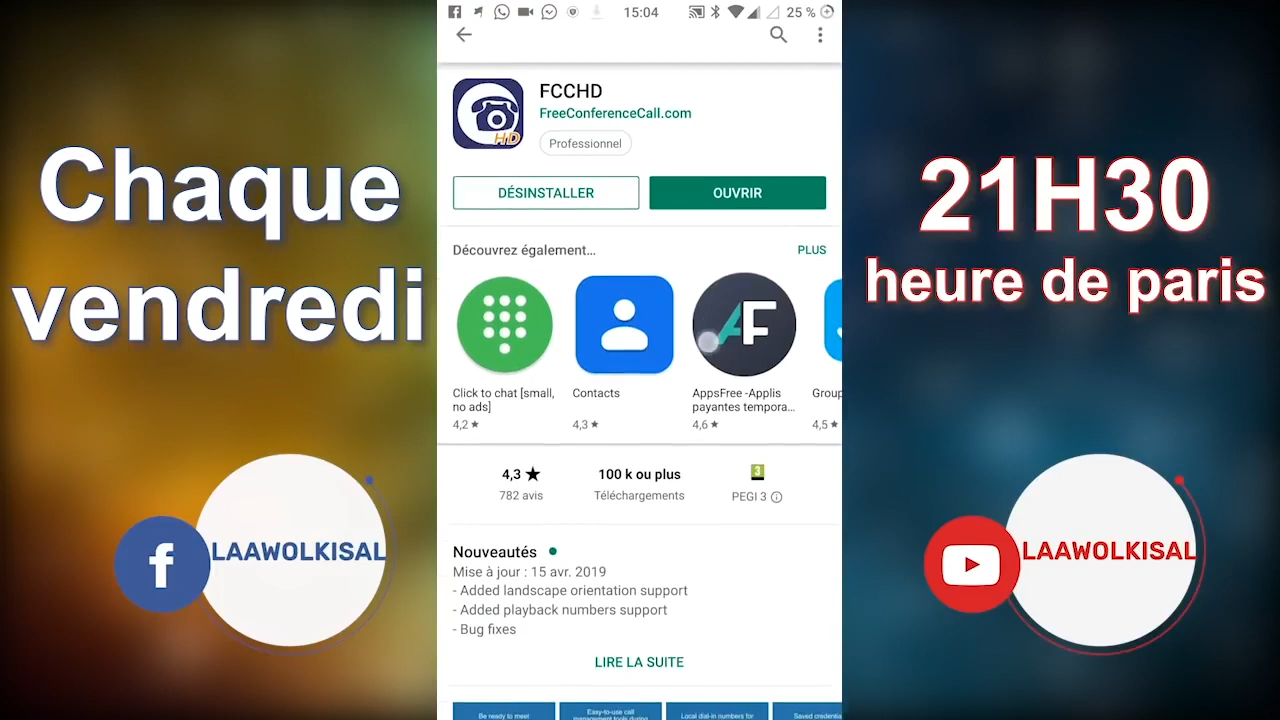 Chaque
vendredi
LAAWOLKISAL
15:04
25 %
FCCHD
HD
FreeConferenceCall.com
Professionnel
DÉSINSTALLER
OUVRIR
Découvrez également...
PLUS
AF
Click to chat [small,
no ads]
4,2 ★
Contacts
4,3 ★
AppsFree -Applis
payantes tempora...
4,6 ★
Group
4,5 ★
4,3 ★
782 avis
100 k ou plus
Téléchargements
3
PEGI 3
Nouveautés
Mise à jour : 15 avr. 2019
- Added landscape orientation support
- Added playback numbers support
- Bug fixes
LIRE LA SUITE
Be ready to meet
Easy-to-use call
management tools during
Local dial-in numbers for
Saved credentia
21H30
heure de paris
LAAWOLKISAL